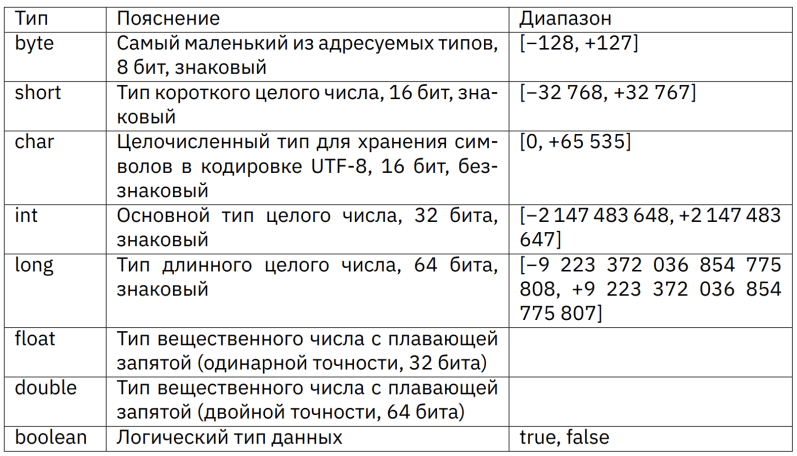 Тип Пояснение Диапазон
byte Самый маленький из адресуемых типов, [−128, +127]
8 бит, знаковый
short Тип короткого целого числа, 16 бит, зна- [−32 768, +32 767]
ковый
char Целочисленный тип для хранения сим- [0, +65 535]
волов в кодировке UTF-8, 16 бит, без-
знаковый
int Основной тип целого числа, 32 бита, [−2 147 483 648, +2 147 483
знаковый 647]
long Тип длинного целого числа, 64 бита, [−9 223 372 036 854 775
знаковый 808, +9 223 372 036 854
775 807]
float Тип вещественного числа с плавающей
запятой (одинарной точности, 32 бита)
double Тип вещественного числа с плавающей
запятой (двойной точности, 64 бита)
boolean Логический тип данных true, false